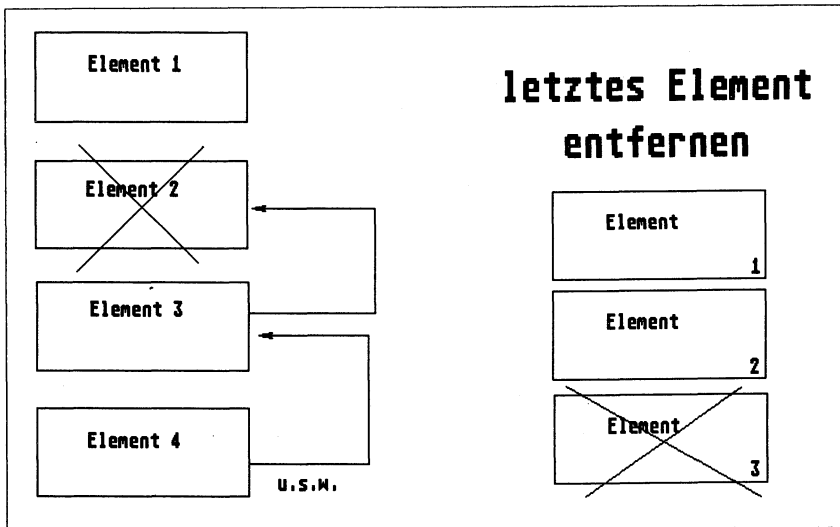 Element 1
Element 2
Element 3
Element 4
u.s.w.
letztes Element
entfernen
Element
1
Element
2
Element
3